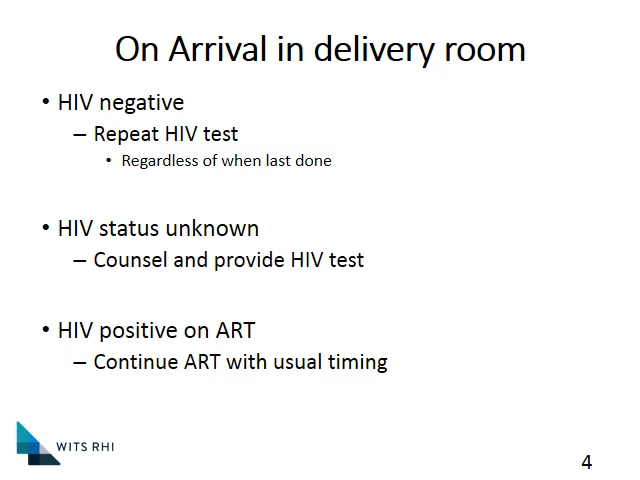 On Arrival in delivery room
• HIV negative
– Repeat HIV test
• Regardless of when last done
• HIV status unknown
– Counsel and provide HIV test
• HIV positive on ART
– Continue ART with usual timing
WITS RHI
4